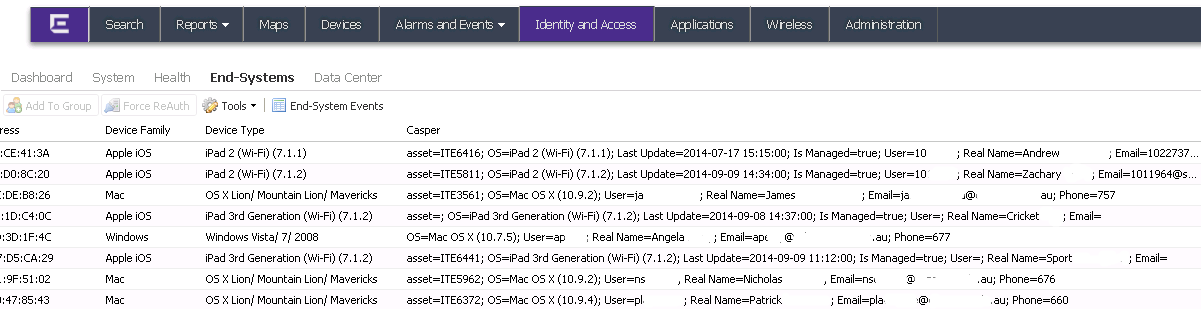 E Search Reports Maps Devices Alarms and Events Identity and Access Applications Wireless Administration
Dashboard System Health End-Systems Data Center
Add To Group Force ReAuth Tools End-System Events
ress Device Family Device Type Casper
:CE:41:3A Apple iOS iPad 2 (Wi-Fi) (7.1.1) asset=ITE6416; OS=iPad 2 (Wi-Fi) (7.1.1); Last Update=2014-07-17 15:15:00; Is Managed=true; User=10 ; Real Name=Andrew ; Email=1022737...
:D0:8C:20 Apple iOS iPad 2 (Wi-Fi) (7.1.2) asset=ITE5811; OS=iPad 2 (Wi-Fi) (7.1.2); Last Update=2014-09-09 14:34:00; Is Managed=true; User=10 ; Real Name=Zachary ; Email=1011964@s...
:DE:B8:26 Mac OS X Lion/ Mountain Lion/ Mavericks asset=ITE3561; OS=Mac OS X (10.9.2); User=ja ; Real Name=James ; Email=ja u@ au; Phone=757
:1D:C4:0C Apple iOS iPad 3rd Generation (Wi-Fi) (7.1.2) asset=; OS=iPad 3rd Generation (Wi-Fi) (7.1.2); Last Update=2014-09-08 14:37:00; Is Managed=true; User=; Real Name=Cricket ; Email=
:3D:1F:4C Windows Windows Vista/ 7/ 2008 OS=Mac OS X (10.7.5); User=ap ; Real Name=Angela ; Email=ape @ .au; Phone=677
:D5:CA:29 Apple iOS iPad 3rd Generation (Wi-Fi) (7.1.2) asset=ITE6441; OS=iPad 3rd Generation (Wi-Fi) (7.1.2); Last Update=2014-09-09 11:12:00; Is Managed=true; User=; Real Name=Sport ; Email=
:9F:51:02 Mac OS X Lion/ Mountain Lion/ Mavericks asset=ITE5962; OS=Mac OS X (10.9.2); User=ns ; Real Name=Nicholas ; Email=nsc @ .au; Phone=676
:47:85:43 Mac OS X Lion/ Mountain Lion/ Mavericks asset=ITE6372; OS=Mac OS X (10.9.4); User=pl ; Real Name=Patrick ; Email=pla e@ .au; Phone=660